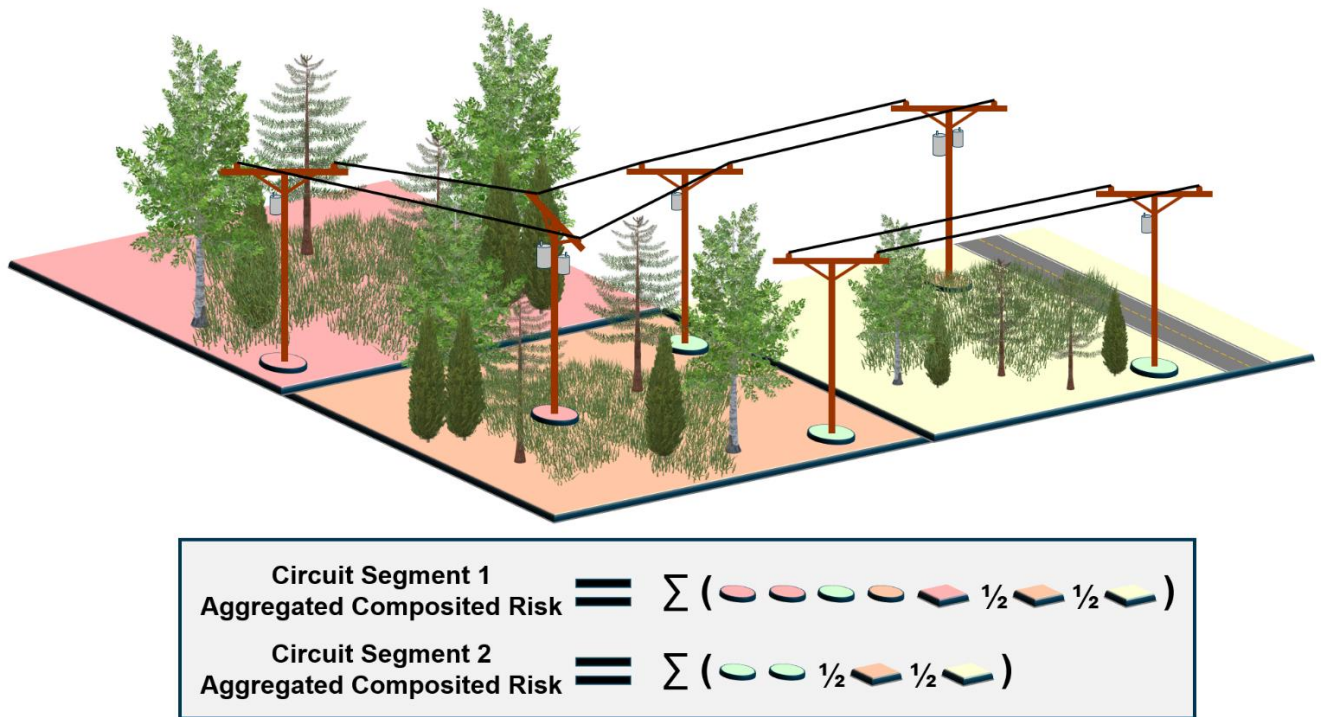 Circuit Segment 1
Aggregated Composited Risk = ∑ ( ½ ½ )
Circuit Segment 2
Aggregated Composited Risk = ∑ ( ½ ½ )